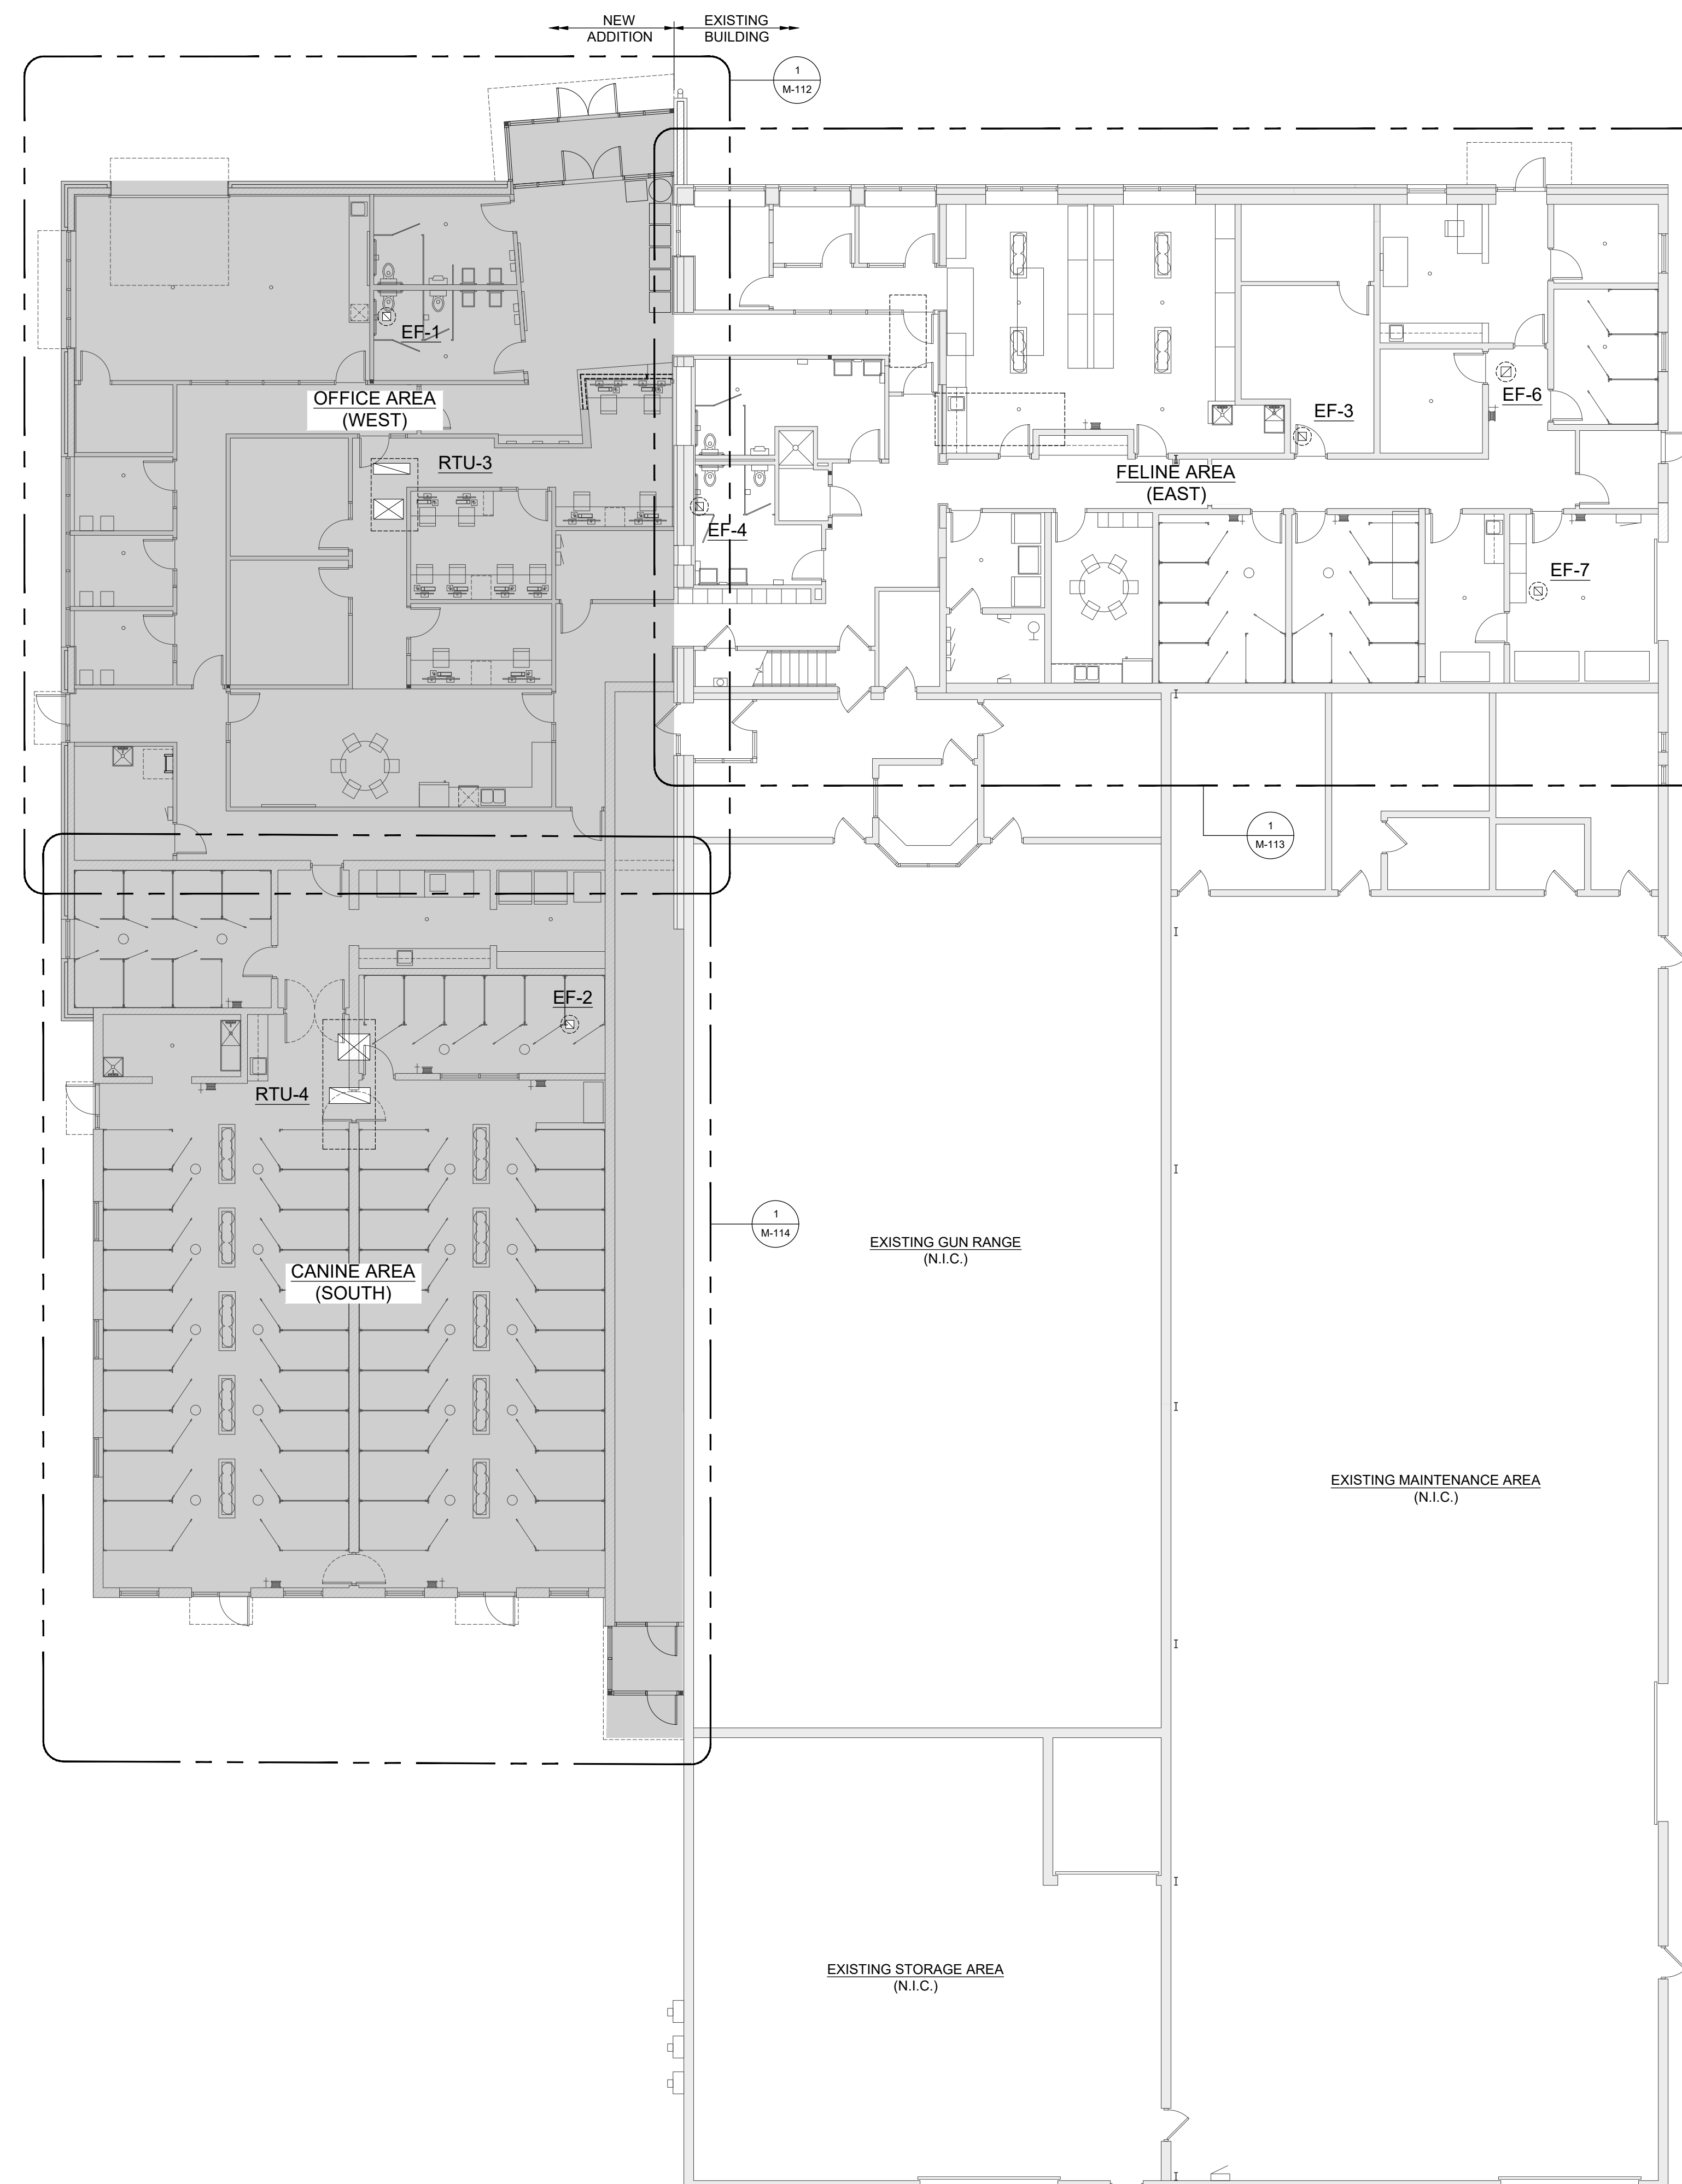 NEW
ADDITION
EXISTING
BUILDING
1
M-112
EF-1
OFFICE AREA
(WEST)
RTU-3
EF-4
EF-3
EF-6
FELINE AREA
(EAST)
EF-7
1
M-113
EF-2
RTU-4
1
M-114
EXISTING GUN RANGE
(N.I.C.)
CANINE AREA
(SOUTH)
EXISTING MAINTENANCE AREA
(N.I.C.)
EXISTING STORAGE AREA
(N.I.C.)